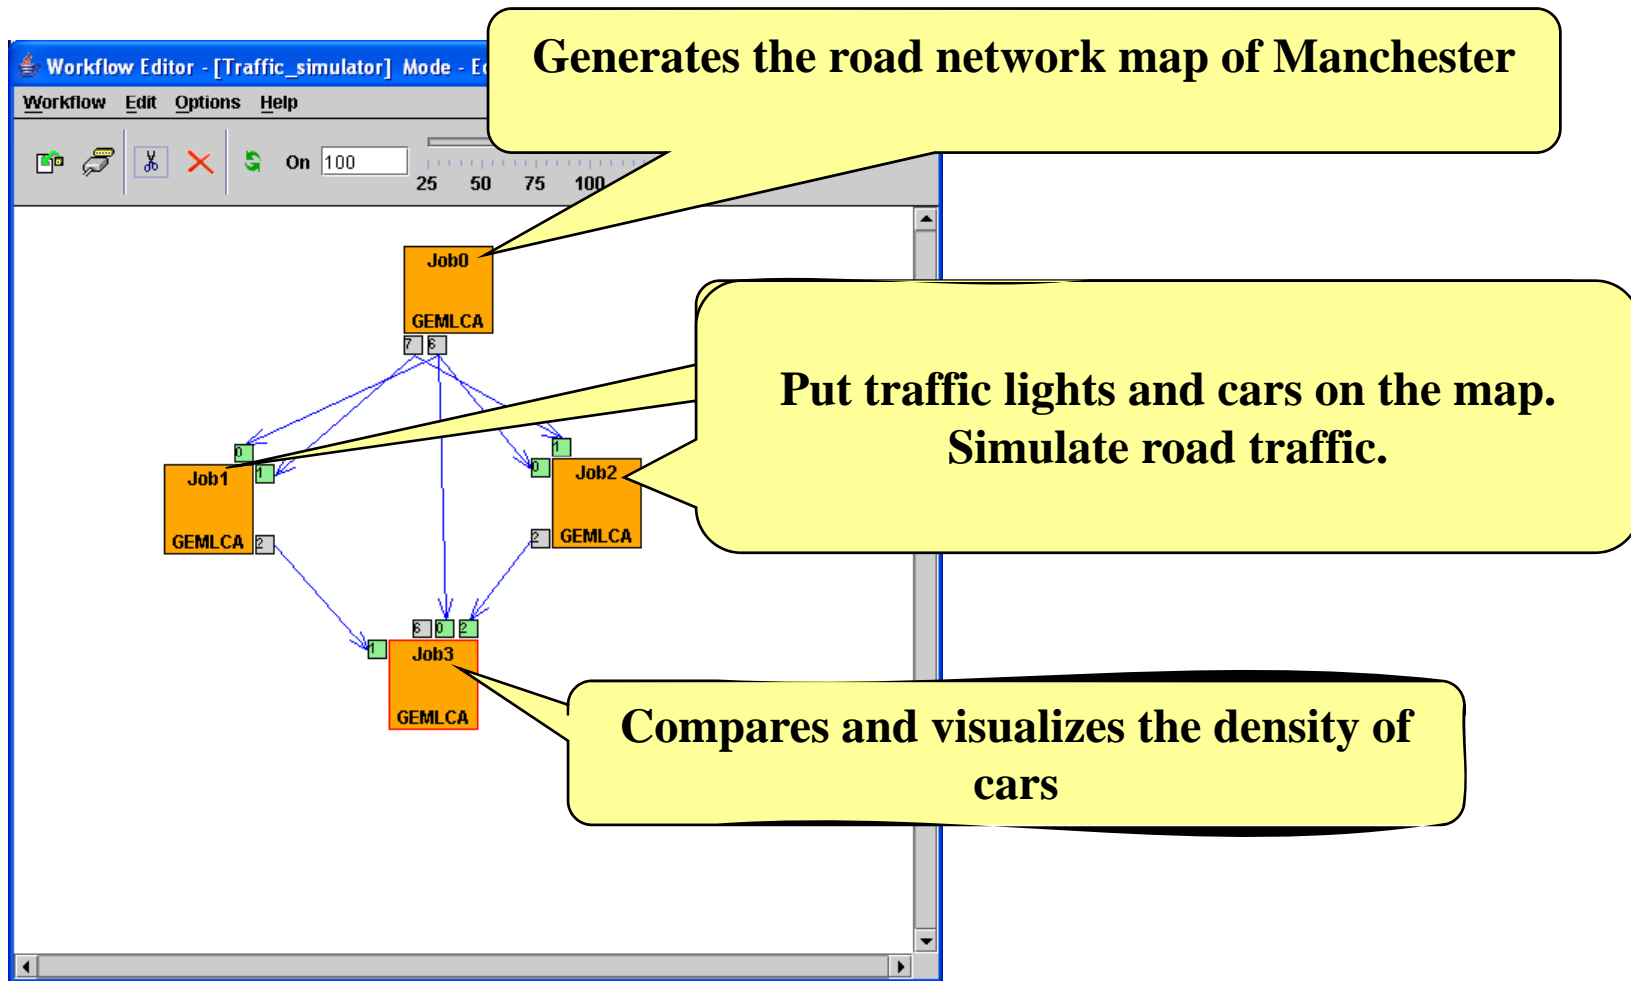 Generates the road network map of Manchester
Workflow Editor - [Traffic_simulator] Mode -
Workflow Edit Options Help
On 100
25 50 75 100
Job0
GEMLCA
7 6
Put traffic lights and cars on the map.
Simulate road traffic.
0 1
1 0
Job1 Job2
GEMLCA 2 2 GEMLCA
6 0 2
1
Job3
GEMLCA
Compares and visualizes the density of
cars